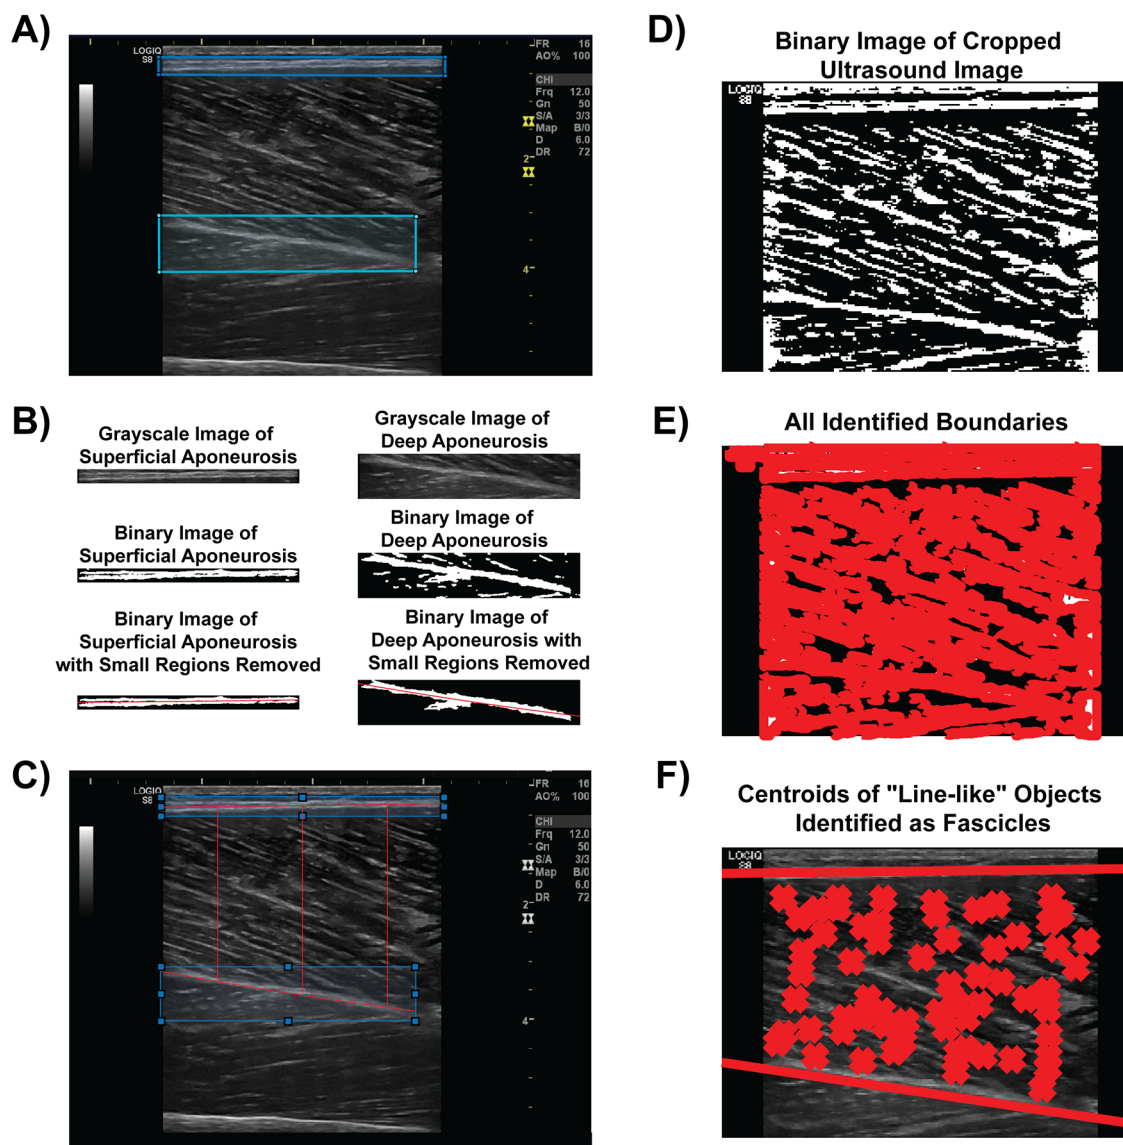 A)
LOGIQ
S8
FR 16
AO% 100
CHI
Frq 12.0
Gn 50
S/A 3/3
Map B/0
D 6.0
DR 72
2
4
B)
Grayscale Image of
Superficial Aponeurosis
Grayscale Image of
Deep Aponeurosis
Binary Image of
Superficial Aponeurosis
Binary Image of
Deep Aponeurosis
Binary Image of
Superficial Aponeurosis
with Small Regions Removed
Binary Image of
Deep Aponeurosis with
Small Regions Removed
C)
LOGIQ
S8
FR 16
AO% 100
CHI
Frq 12.0
Gn 50
S/A 3/3
Map B/0
D 6.0
DR 72
2
4
D)
Binary Image of Cropped
Ultrasound Image
LOGIQ
S8
E)
All Identified Boundaries
F)
Centroids of "Line-like" Objects
Identified as Fascicles
LOGIQ
S8